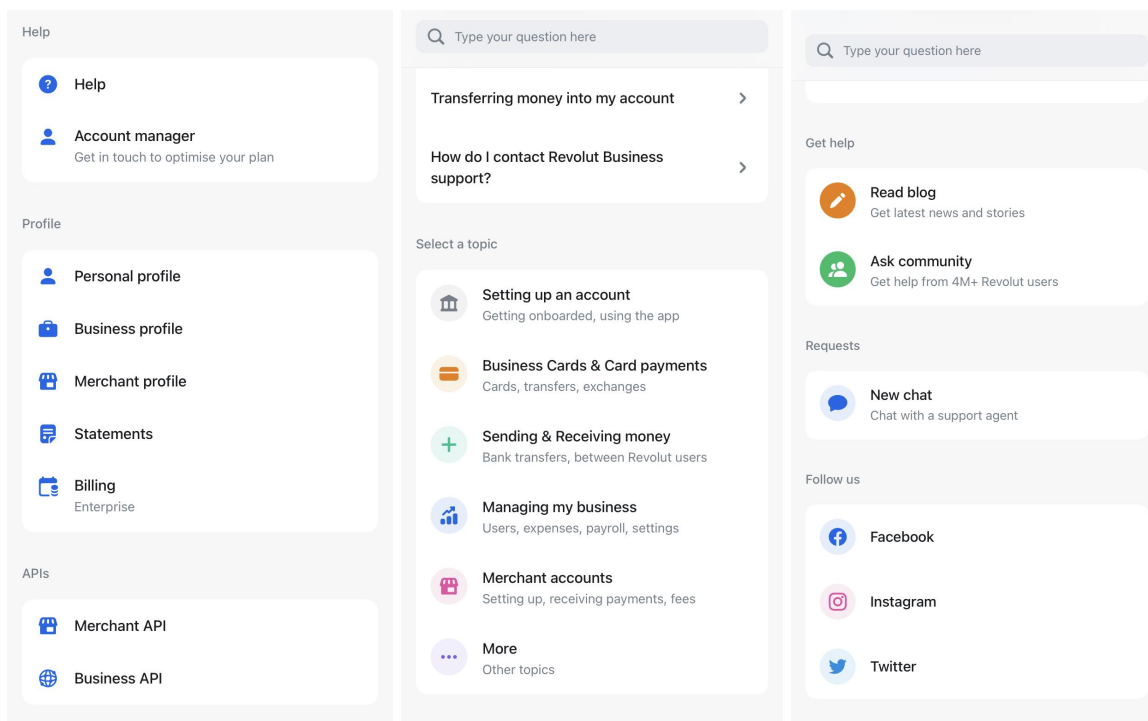 Help
Help
Account manager
Get in touch to optimise your plan
Profile
Personal profile
Business profile
Merchant profile
Statements
Billing
Enterprise
APIs
Merchant API
Business API
Type your question here
Transferring money into my account
How do I contact Revolut Business
support?
Select a topic
Setting up an account
Getting onboarded, using the app
Business Cards & Card payments
Cards, transfers, exchanges
Sending & Receiving money
Bank transfers, between Revolut users
Managing my business
Users, expenses, payroll, settings
Merchant accounts
Setting up, receiving payments, fees
More
Other topics
Type your question here
Get help
Read blog
Get latest news and stories
Ask community
Get help from 4M+ Revolut users
Requests
New chat
Chat with a support agent
Follow us
Facebook
Instagram
Twitter